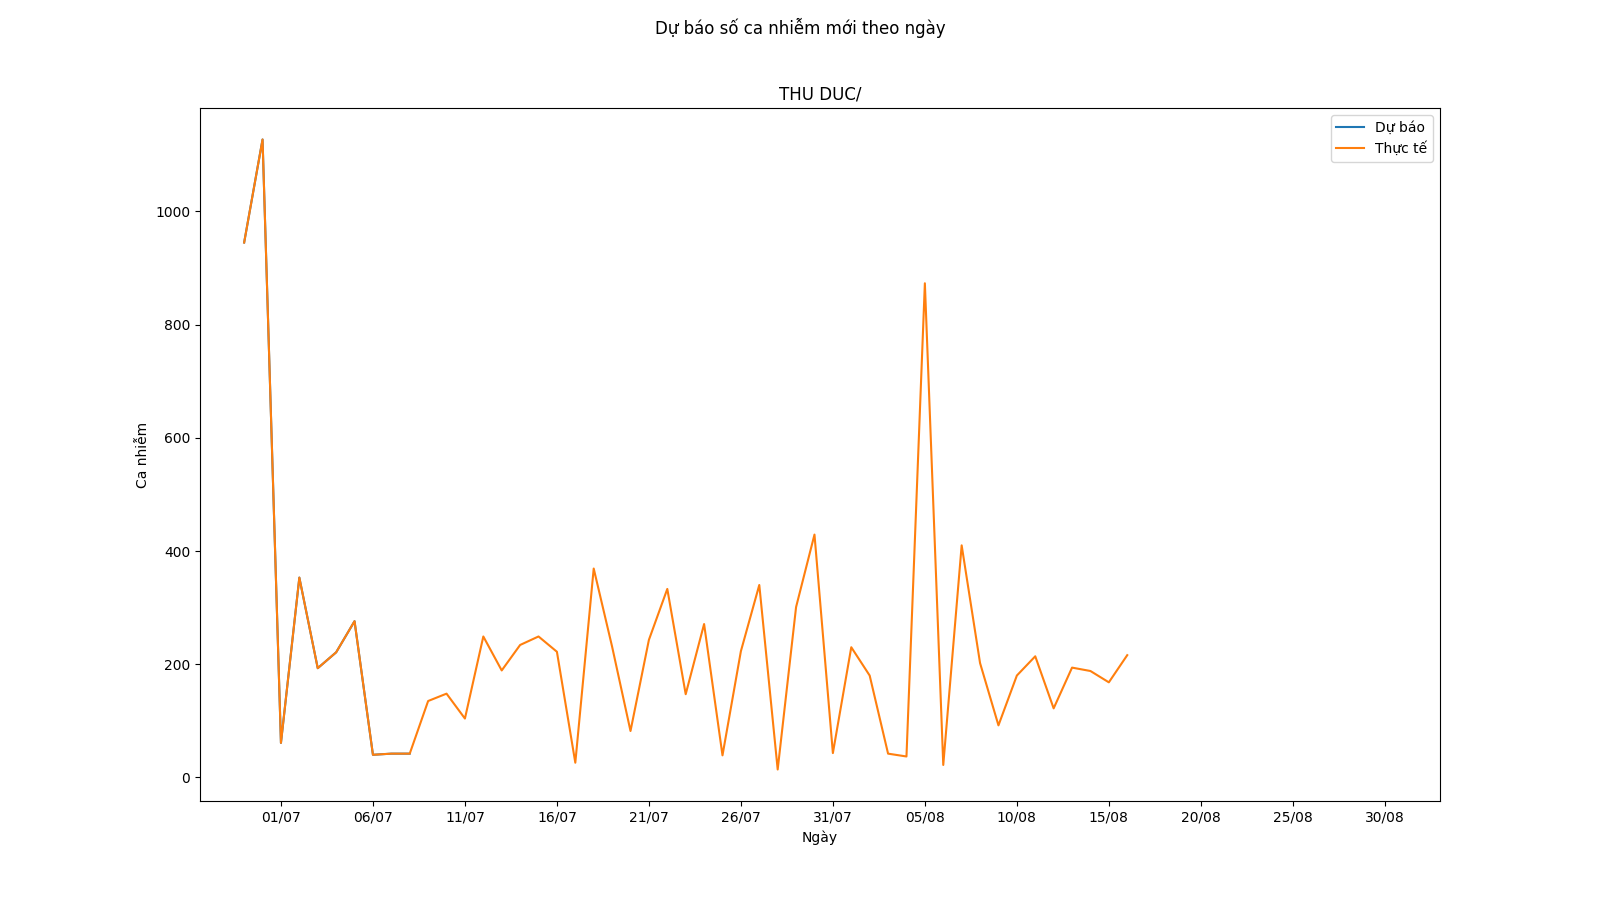 Dự báo số ca nhiễm mới theo ngày
THU DUC/
Dự báo
Thực tế
1000
800
600
400
200
0
Ca nhiễm
01/07 06/07 11/07 16/07 21/07 26/07 31/07 05/08 10/08 15/08 20/08 25/08 30/08
Ngày